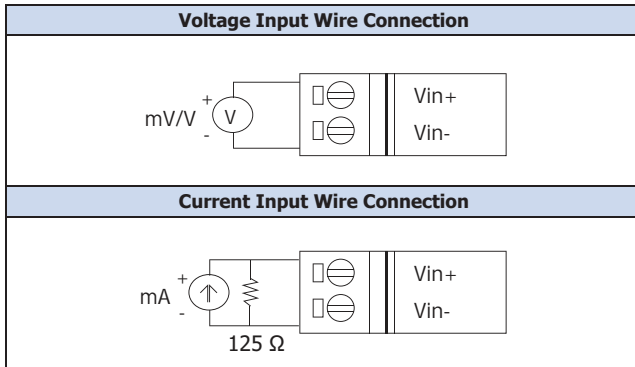 Voltage Input Wire Connection
+
mV/V
V
-
Vin+
Vin-
Current Input Wire Connection
+
mA
-
125 Ω
Vin+
Vin-